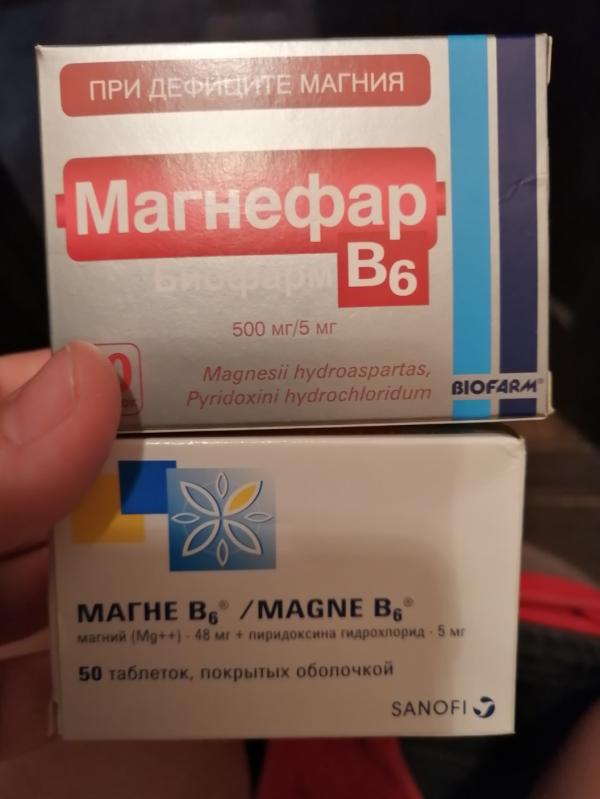 ПРИ ДЕФИЦИТЕ МАГНИЯ
Магнефар
Биофарм B6
500 мг/5 мг
Magnesii hydroaspartas,
Pyridoxini hydrochloridum
BIOFARM®
МАГНЕ B6® /MAGNE B6®
магний (Mg++) - 48 мг + пиридоксина гидрохлорид - 5 мг
50 таблеток, покрытых оболочкой
SANOFI